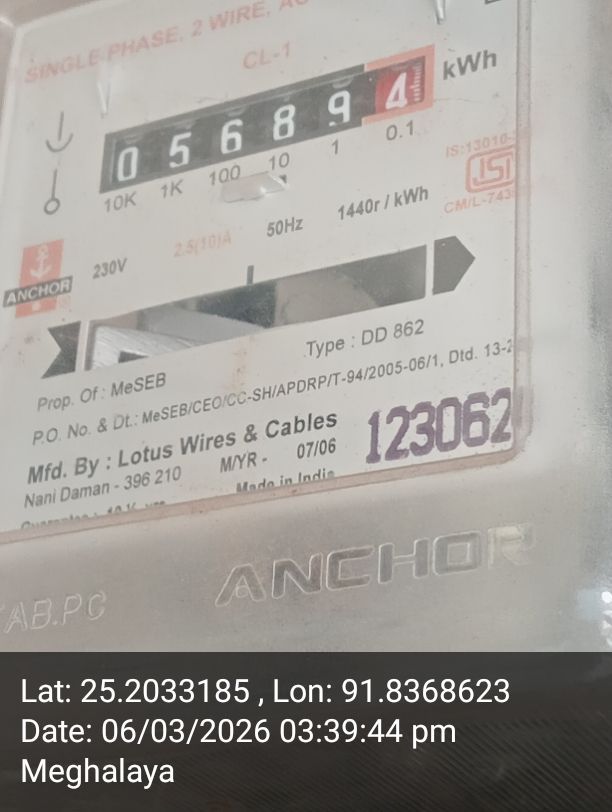 SINGLE PHASE, 2 WIRE,
CL-1
kWh
0 5 6 8 9 4
10K 1K 100 10 1 0.1
IS:13010
ISI
CM/L-743
ANCHOR
230V 2.5(10)A 50Hz 1440r / kWh
Type : DD 862
Prop. Of : MeSEB
P.O. No. & Dt.: MeSEB/CEO/CC-SH/APDRP/T-94/2005-06/1, Dtd. 13-2
Mfd. By : Lotus Wires & Cables
Nani Daman - 396 210 M/YR - 07/06
123062
Made in India
ANCHOR
AB.PC
Lat: 25.2033185 , Lon: 91.8368623
Date: 06/03/2026 03:39:44 pm
Meghalaya